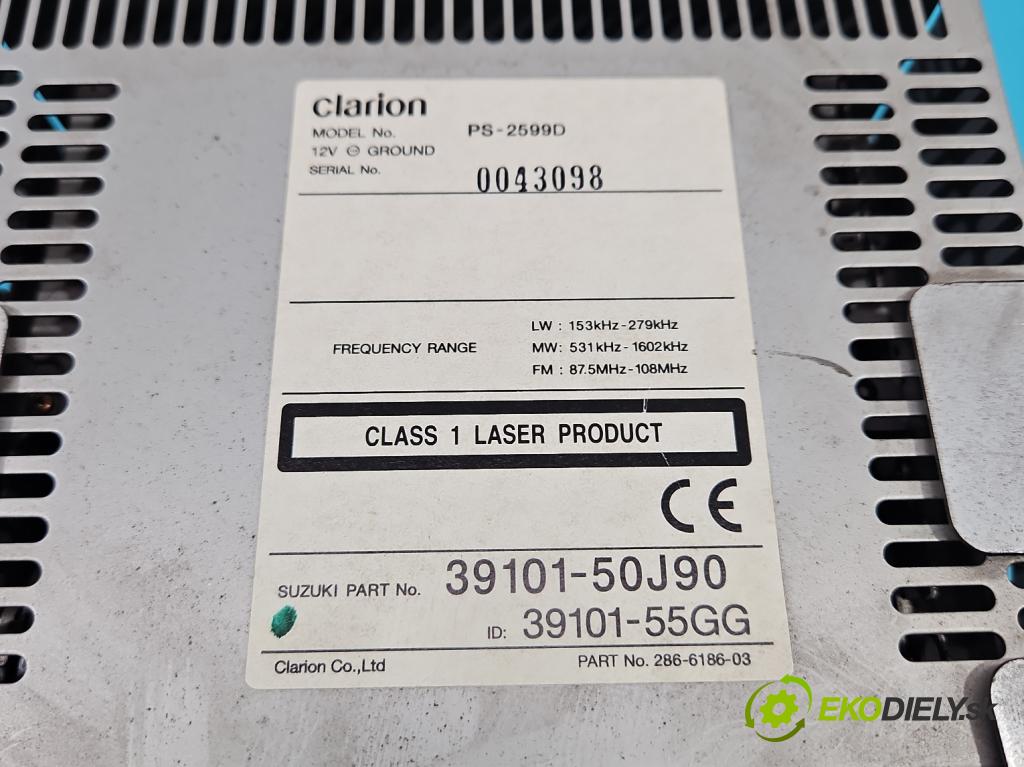 clarion
MODEL No. PS-2599D
12V ⊖ GROUND
SERIAL No. 0043098
FREQUENCY RANGE
LW : 153kHz-279kHz
MW: 531kHz-1602kHz
FM : 87.5MHz-108MHz
CLASS 1 LASER PRODUCT
CE
SUZUKI PART No. 39101-50J90
ID: 39101-55GG
Clarion Co.,Ltd PART No. 286-6186-03
EKODIELY.sk